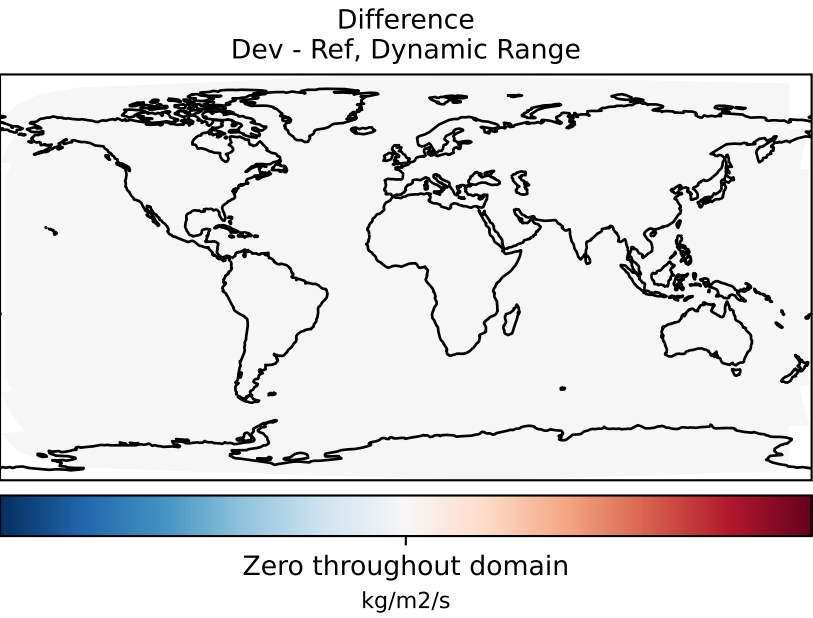 Difference
Dev - Ref, Dynamic Range
Zero throughout domain
kg/m2/s